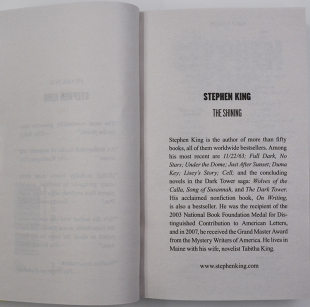 STEPHEN KING
THE SHINING
Stephen King is the author of more than fifty
books, all of them worldwide bestsellers. Among
his most recent are 11/22/63; Full Dark, No
Stars; Under the Dome; Just After Sunset; Duma
Key; Lisey's Story; Cell; and the concluding
novels in the Dark Tower saga: Wolves of the
Calla, Song of Susannah, and The Dark Tower.
His acclaimed nonfiction book, On Writing,
is also a bestseller. He was the recipient of the
2003 National Book Foundation Medal for Dis-
tinguished Contribution to American Letters,
and in 2007, he received the Grand Master Award
from the Mystery Writers of America. He lives in
Maine with his wife, novelist Tabitha King.
www.stephenking.com